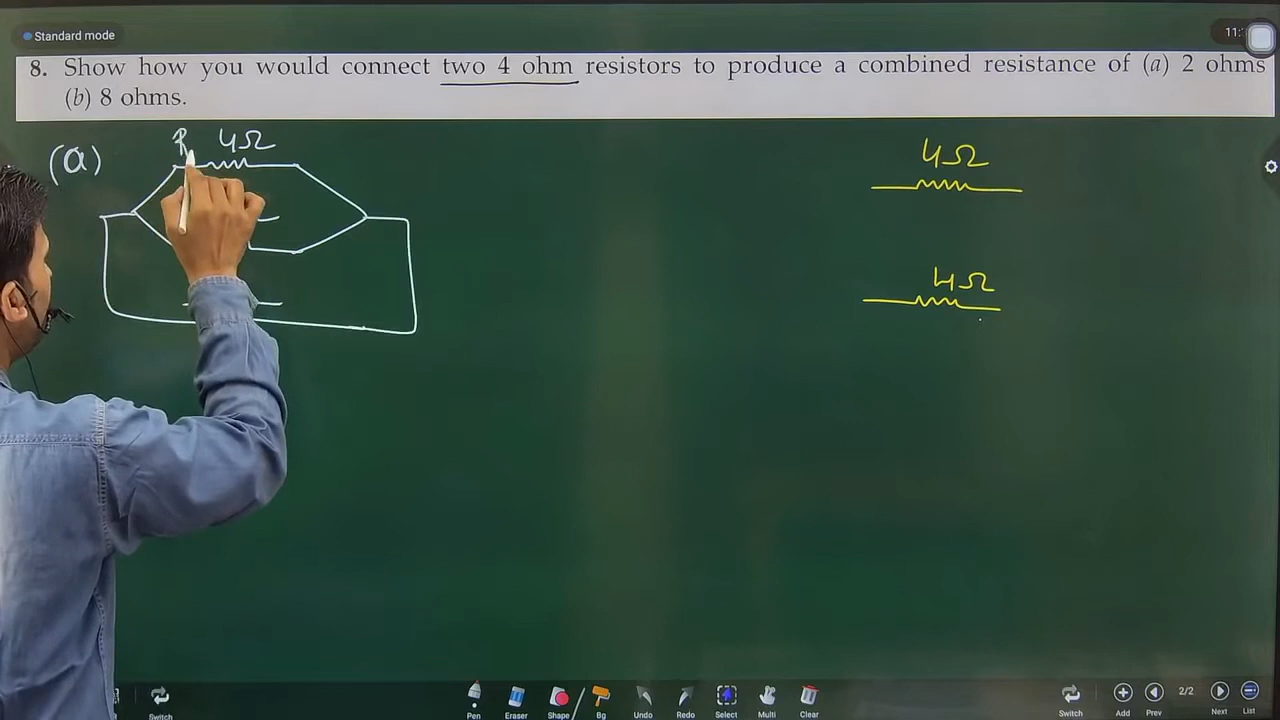 Standard mode
11:
8. Show how you would connect two 4 ohm resistors to produce a combined resistance of (a) 2 ohms
(b) 8 ohms.
(a)
R 4Ω
4Ω
4Ω
Switch
Pen
Eraser
Shape
Bg
Undo
Redo
Select
Multi
Clear
Switch
Add
Prev
2/2
Next
List